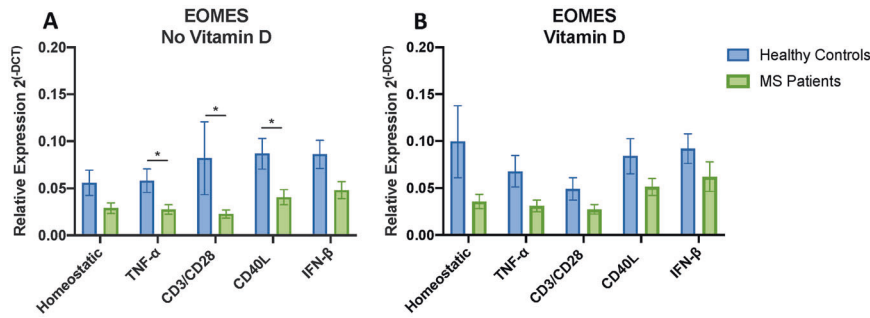 A
EOMES
No Vitamin D
Relative Expression 2(-DCT)
0.20
0.15
0.10
0.05
0.00
*
*
*
Homeostatic
TNF-α
CD3/CD28
CD40L
IFN-β
B
EOMES
Vitamin D
Relative Expression 2(-DCT)
0.20
0.15
0.10
0.05
0.00
Homeostatic
TNF-α
CD3/CD28
CD40L
IFN-β
Healthy Controls
MS Patients